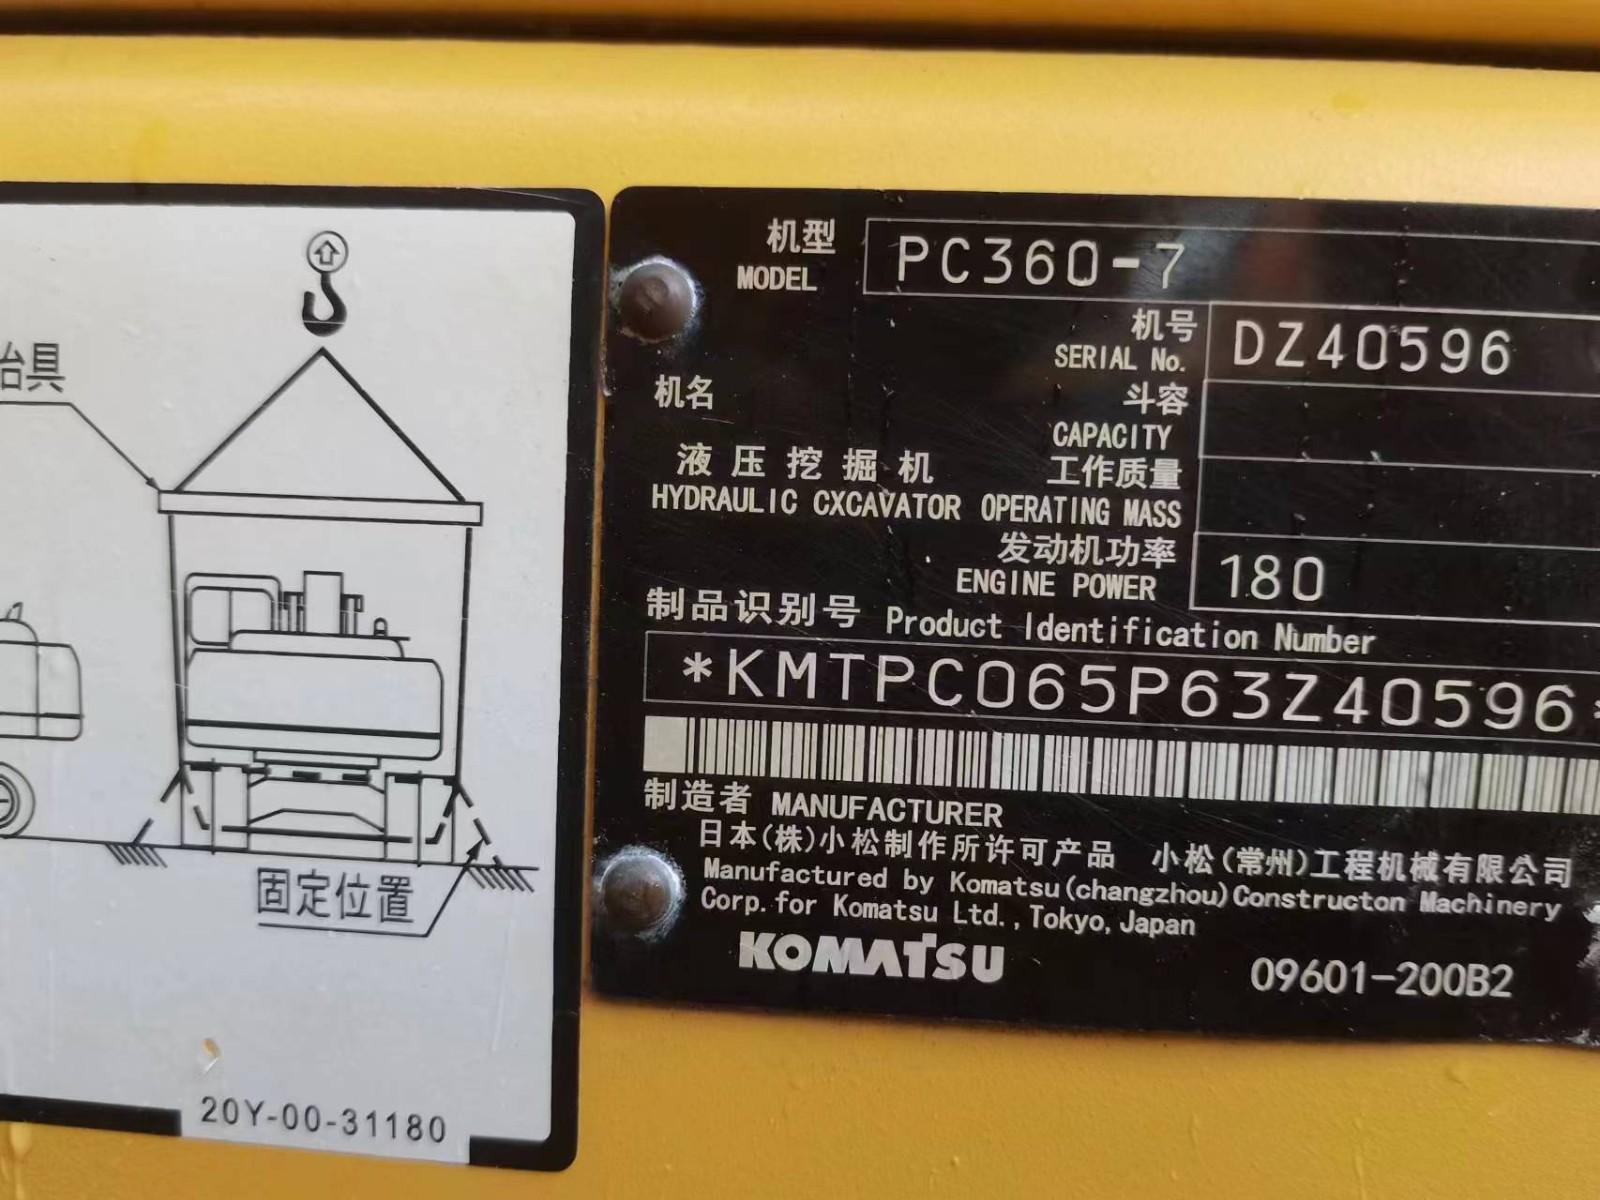 抬具
固定位置
20Y-00-31180
机型
MODEL
PC360-7
机号
SERIAL No.
DZ40596
机名
斗容
CAPACITY
液压挖掘机
工作质量
HYDRAULIC CXCAVATOR OPERATING MASS
发动机功率
ENGINE POWER
180
制品识别号 Product Identification Number
*KMTPC065P63Z40596*
制造者 MANUFACTURER
日本(株)小松制作所许可产品 小松(常州)工程机械有限公司
Manufactured by Komatsu(changzhou)Constructon Machinery
Corp.for Komatsu Ltd.,Tokyo,Japan
KOMATSU
09601-200B2